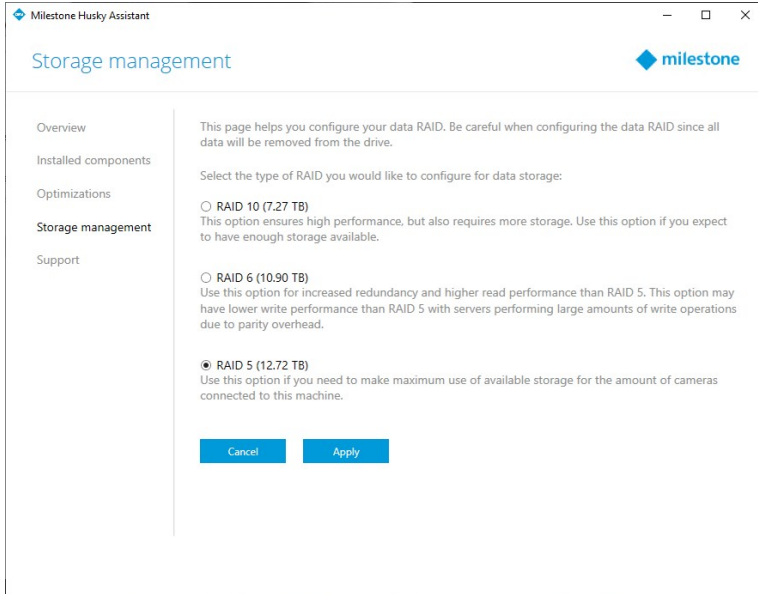 Milestone Husky Assistant
Storage management
milestone
Overview
Installed components
Optimizations
Storage management
Support
This page helps you configure your data RAID. Be careful when configuring the data RAID since all
data will be removed from the drive.
Select the type of RAID you would like to configure for data storage:
RAID 10 (7.27 TB)
This option ensures high performance, but also requires more storage. Use this option if you expect
to have enough storage available.
RAID 6 (10.90 TB)
Use this option for increased redundancy and higher read performance than RAID 5. This option may
have lower write performance than RAID 5 with servers performing large amounts of write operations
due to parity overhead.
RAID 5 (12.72 TB)
Use this option if you need to make maximum use of available storage for the amount of cameras
connected to this machine.
Cancel
Apply